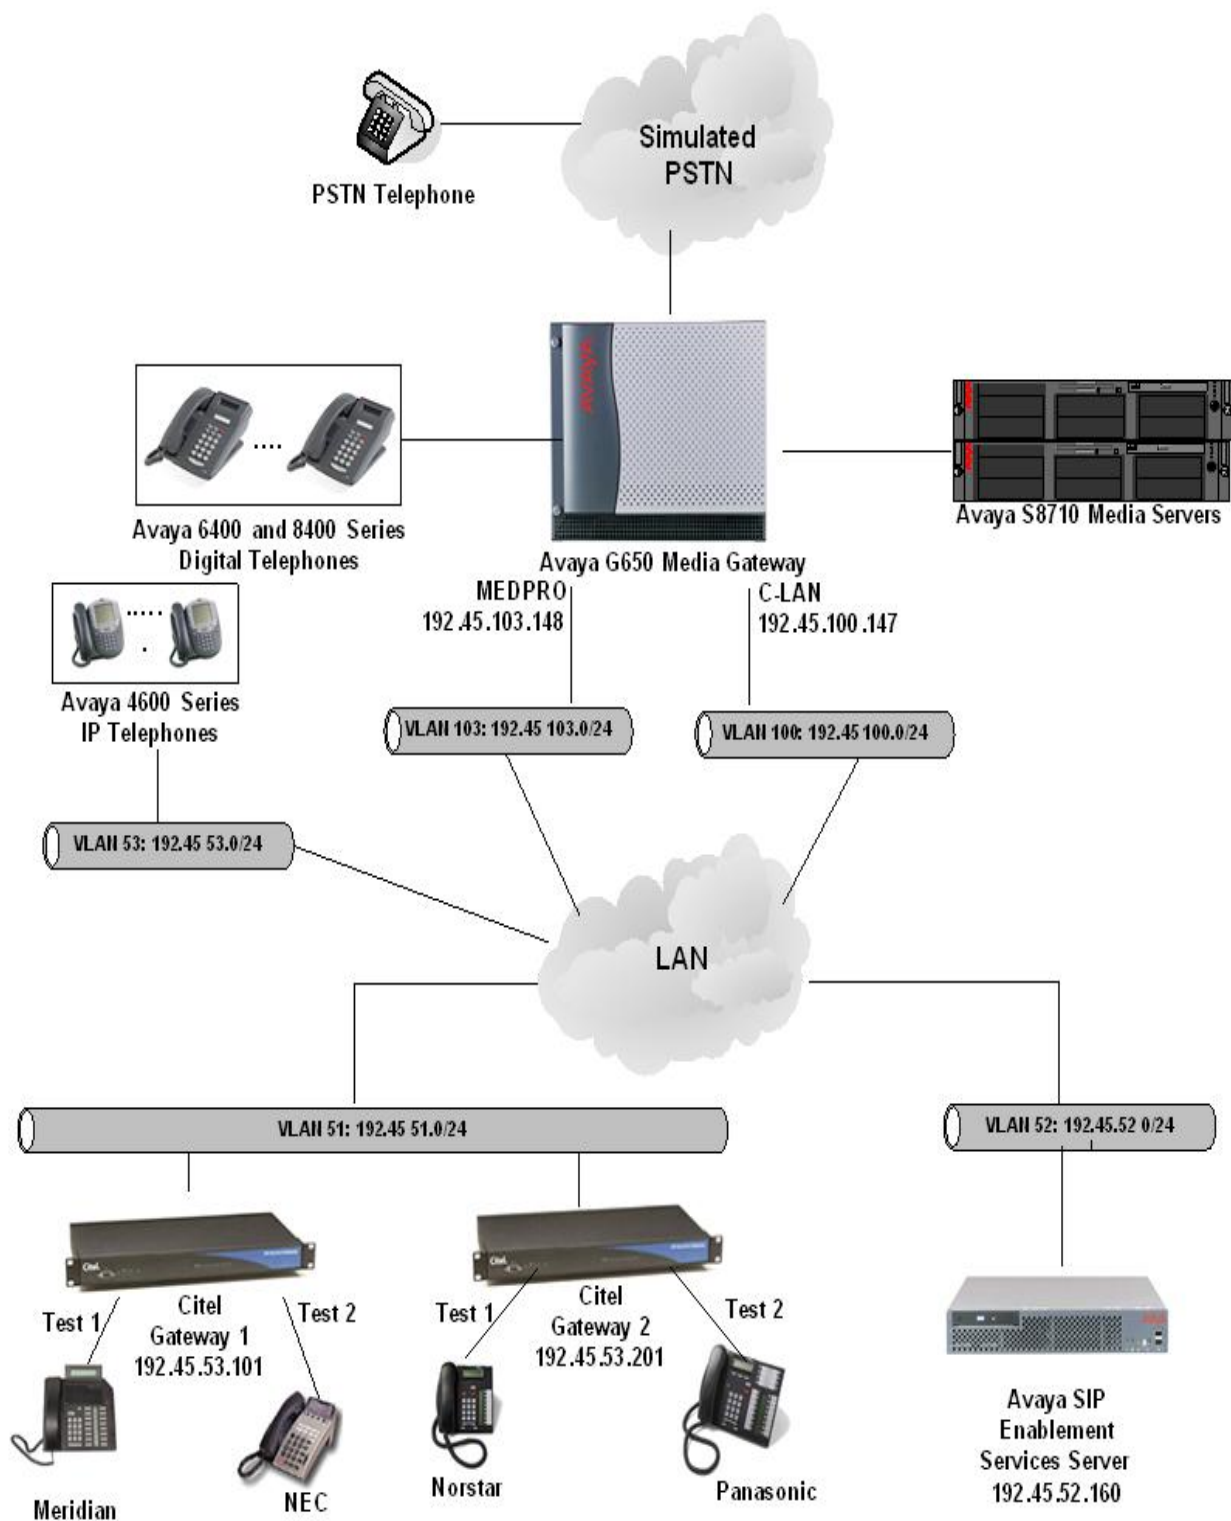 Simulated
PSTN
PSTN Telephone
AVAYA
Avaya 6400 and 8400 Series
Digital Telephones
Avaya S8710 Media Servers
Avaya G650 Media Gateway
MEDPRO
192.45.103.148
C-LAN
192.45.100.147
Avaya 4600 Series
IP Telephones
VLAN 103: 192.45 103.0/24
VLAN 100: 192.45 100.0/24
VLAN 53: 192.45 53.0/24
LAN
VLAN 51: 192.45 51.0/24
VLAN 52: 192.45.52 0/24
Citel
Citel
Test 1
Citel
Gateway 1
192.45.53.101
Test 2
Test 1
Citel
Gateway 2
192.45.53.201
Test 2
Meridian
NEC
Norstar
Panasonic
Avaya SIP
Enablement
Services Server
192.45.52.160